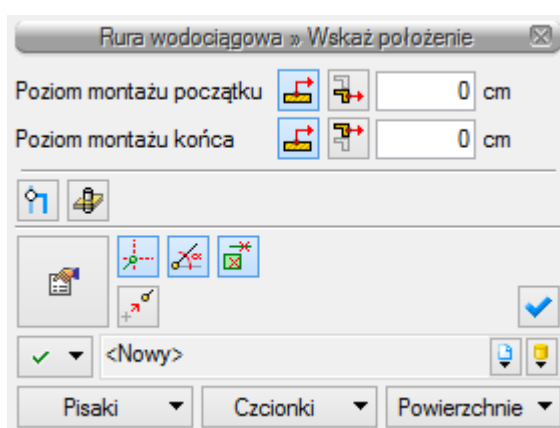 Rura wodociągowa » Wskaż położenie
Poziom montażu początku 0 cm
Poziom montażu końca 0 cm
<Nowy>
Pisaki Czcionki Powierzchnie